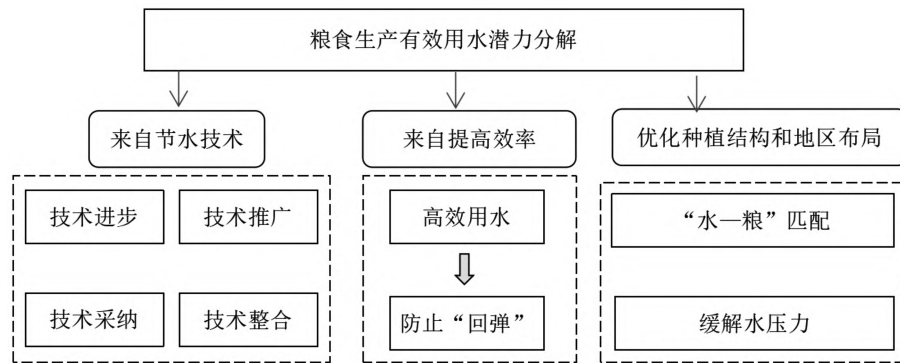 粮食生产有效用水潜力分解
来自节水技术
来自提高效率
优化种植结构和地区布局
技术进步
技术推广
高效用水
“水—粮”匹配
技术采纳
技术整合
防止“回弹”
缓解水压力